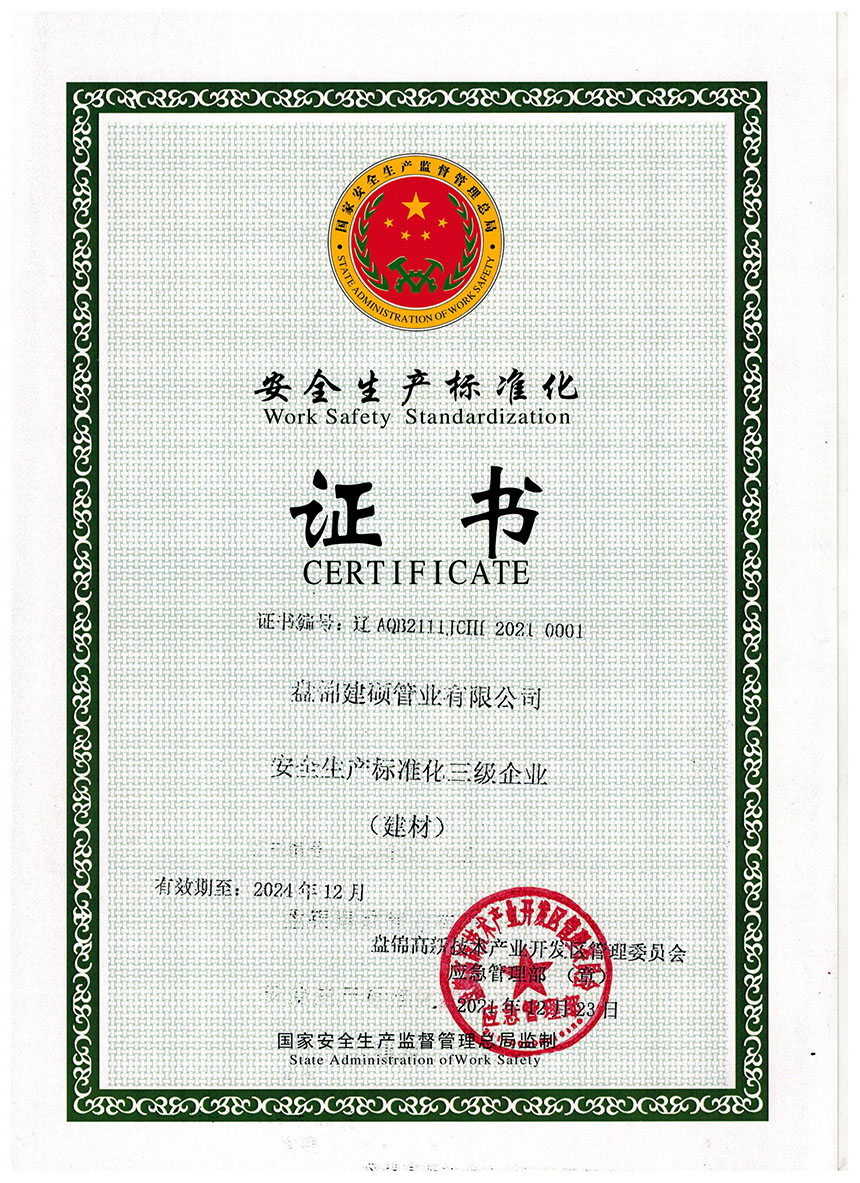 国家安全生产监督管理总局
STATE ADMINISTRATION OF WORK SAFETY
安全生产标准化
Work Safety Standardization
证书
CERTIFICATE
证书编号：辽 AQB2111JCIII 2021 0001
盘锦建硕管业有限公司
安全生产标准化三级企业
（建材）
有效期至：2024 年 12 月
盘锦高新技术产业开发区管理委员会
应急管理部（章）
2021 年 12 月 23 日
应急管理部
国家安全生产监督管理总局监制
State Administration of Work Safety